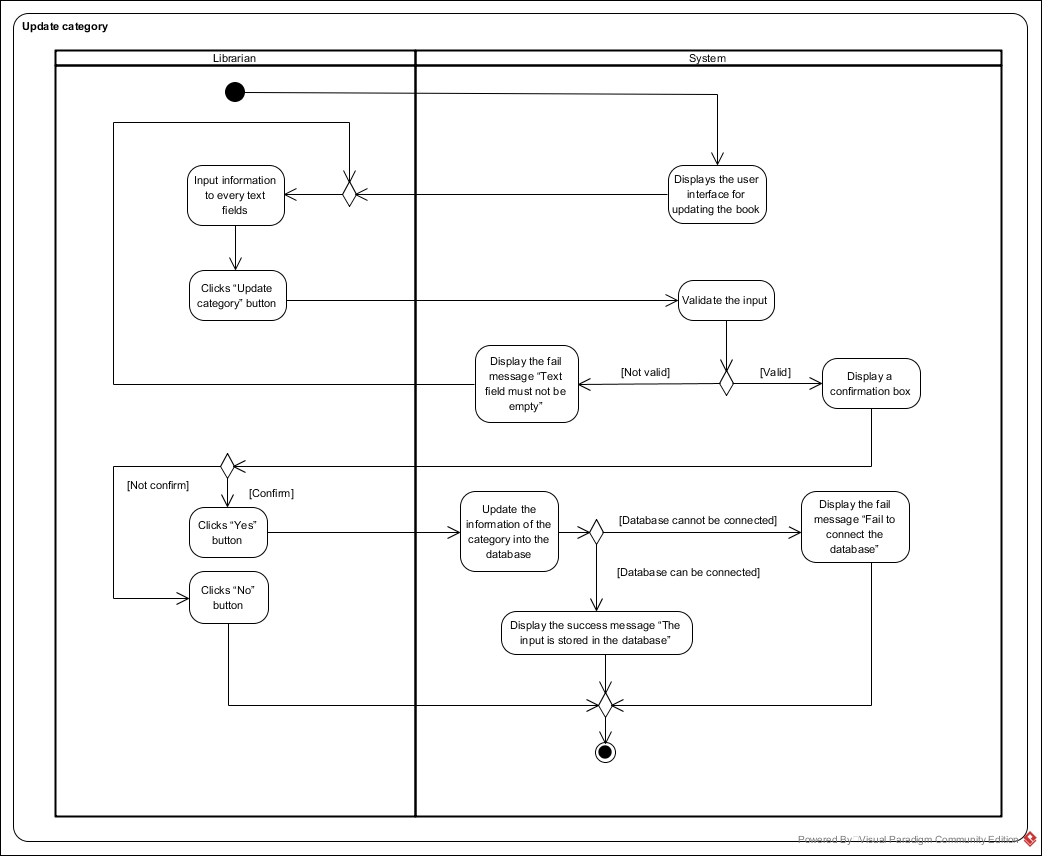 Update category
Librarian
System
Input information
to every text
fields
Displays the user
interface for
updating the book
Clicks “Update
category” button
Validate the input
Display the fail
message “Text
field must not be
empty”
[Not valid]
[Valid]
Display a
confirmation box
[Not confirm]
[Confirm]
Clicks “Yes”
button
Update the
information of the
category into the
database
[Database cannot be connected]
Display the fail
message “Fail to
connect the
database”
[Database can be connected]
Clicks “No”
button
Display the success message “The
input is stored in the database”
Powered By Visual Paradigm Community Edition